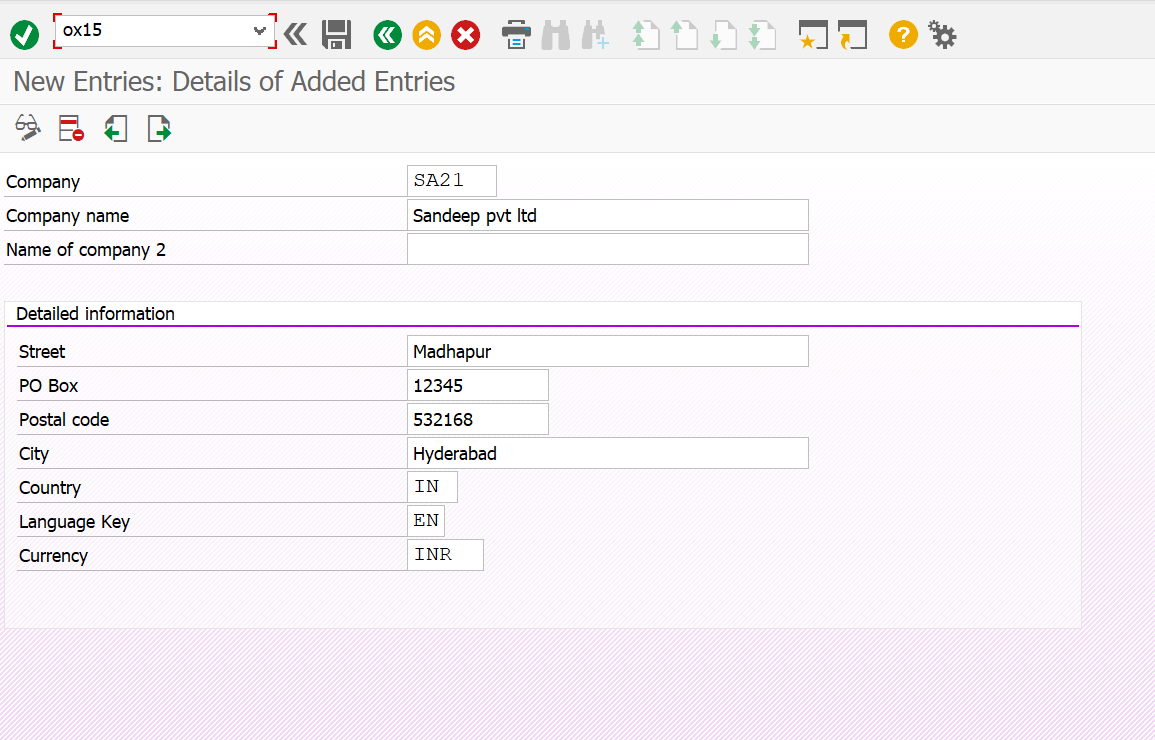 ox15
New Entries: Details of Added Entries
Company SA21
Company name Sandeep pvt ltd
Name of company 2
Detailed information
Street Madhapur
PO Box 12345
Postal code 532168
City Hyderabad
Country IN
Language Key EN
Currency INR